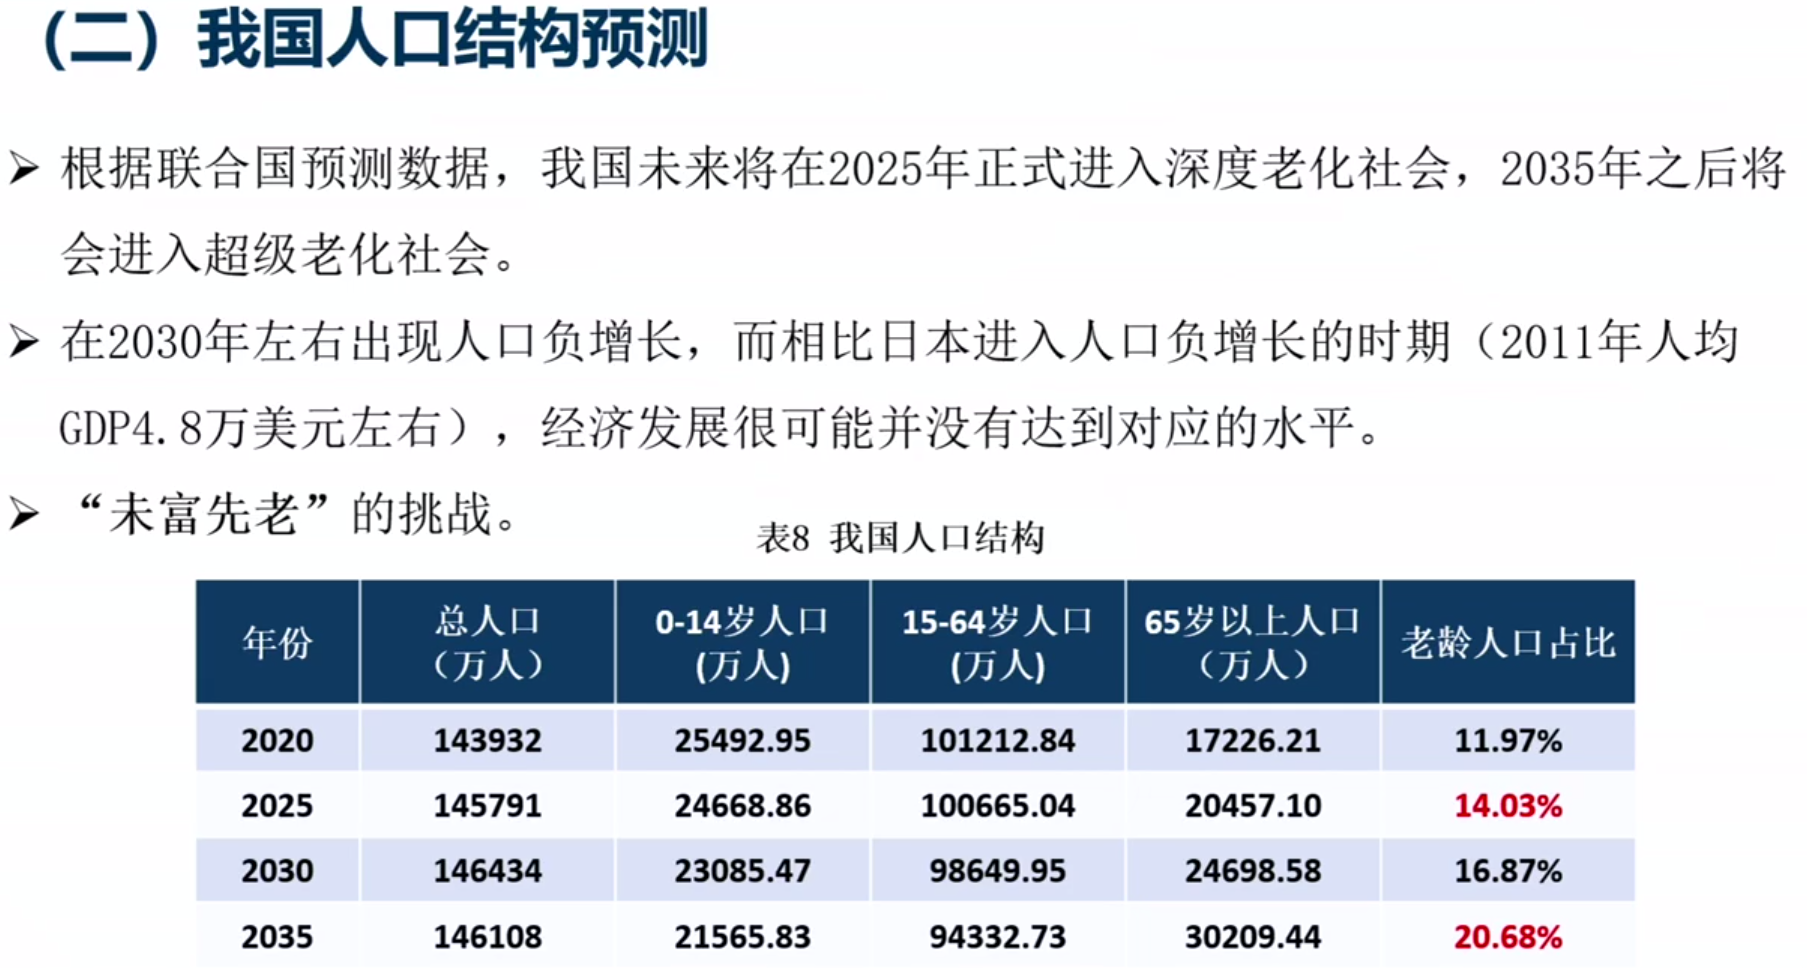 （二）我国人口结构预测
➢ 根据联合国预测数据，我国未来将在2025年正式进入深度老化社会，2035年之后将
会进入超级老化社会。
➢ 在2030年左右出现人口负增长，而相比日本进入人口负增长的时期（2011年人均
GDP4.8万美元左右），经济发展很可能并没有达到对应的水平。
➢ “未富先老”的挑战。
表8 我国人口结构
年份 总人口（万人） 0-14岁人口(万人) 15-64岁人口(万人) 65岁以上人口（万人） 老龄人口占比
2020 143932 25492.95 101212.84 17226.21 11.97%
2025 145791 24668.86 100665.04 20457.10 14.03%
2030 146434 23085.47 98649.95 24698.58 16.87%
2035 146108 21565.83 94332.73 30209.44 20.68%